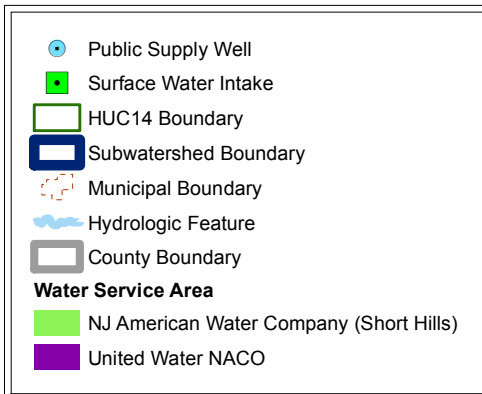 Public Supply Well
Surface Water Intake
HUC14 Boundary
Subwatershed Boundary
Municipal Boundary
Hydrologic Feature
County Boundary
Water Service Area
NJ American Water Company (Short Hills)
United Water NACO